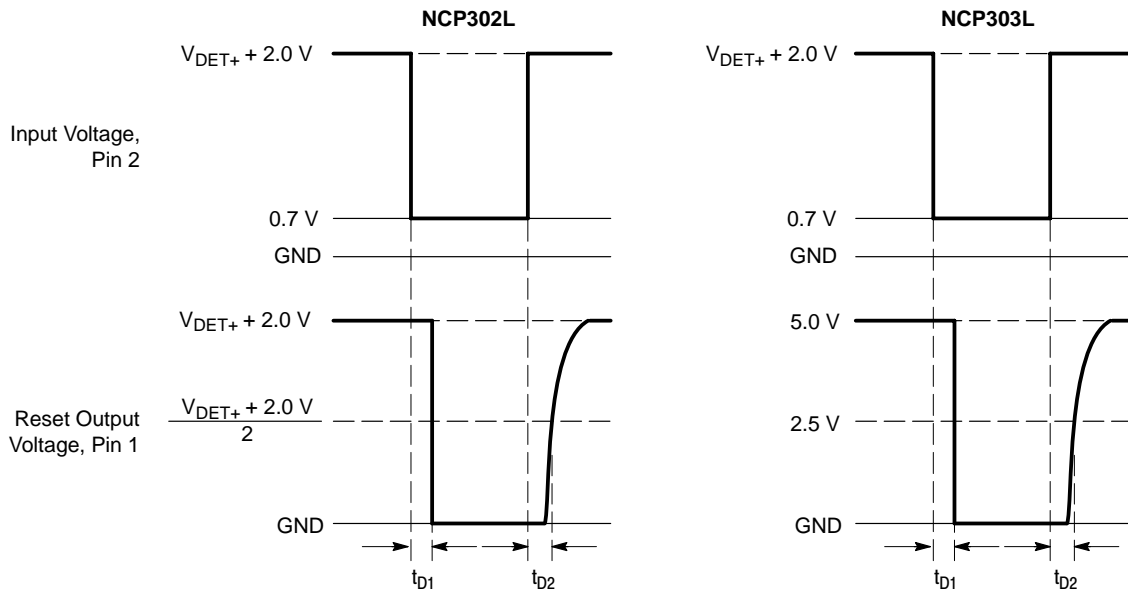 NCP302L
NCP303L
V_DET+ + 2.0 V
V_DET+ + 2.0 V
Input Voltage,
Pin 2
0.7 V
0.7 V
GND
GND
V_DET+ + 2.0 V
5.0 V
Reset Output
Voltage, Pin 1
V_DET+ + 2.0 V
2
2.5 V
GND
GND
t_D1
t_D2
t_D1
t_D2